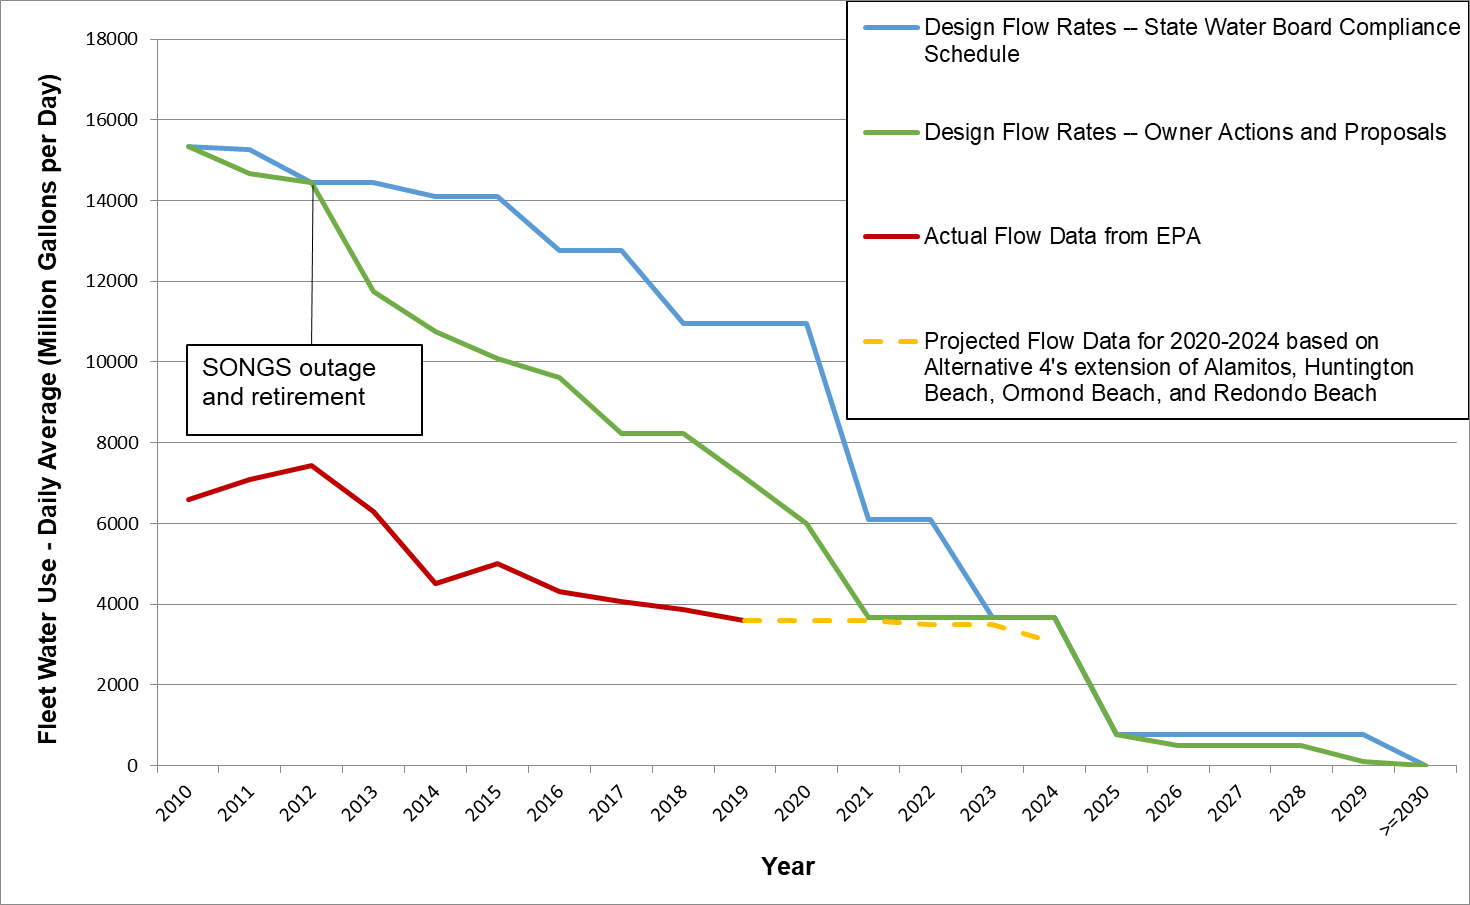 Fleet Water Use - Daily Average (Million Gallons per Day)
18000
16000
14000
12000
10000
8000
6000
4000
2000
0
Design Flow Rates -- State Water Board Compliance
Schedule
Design Flow Rates -- Owner Actions and Proposals
Actual Flow Data from EPA
Projected Flow Data for 2020-2024 based on
Alternative 4's extension of Alamitos, Huntington
Beach, Ormond Beach, and Redondo Beach
SONGS outage
and retirement
2010
2011
2012
2013
2014
2015
2016
2017
2018
2019
2020
2021
2022
2023
2024
2025
2026
2027
2028
2029
>=2030
Year